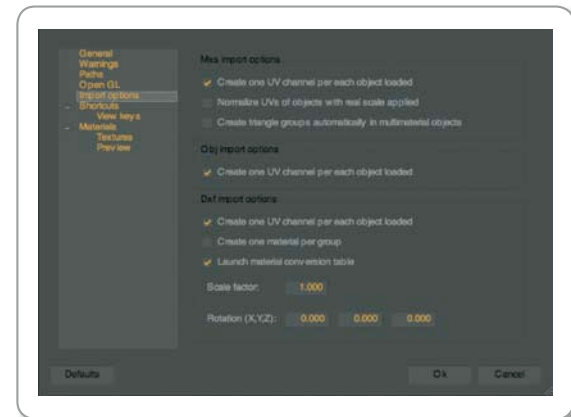 General
Warnings
Paths
Open GL
Import options
Shortcuts
View keys
Materials
Textures
Preview
Mxs import options
Create one UV channel per each object loaded
Normalize UVs of objects with real scale applied
Create triangle groups automatically in multimaterial objects
Obj import options
Create one UV channel per each object loaded
Dxf import options
Create one UV channel per each object loaded
Create one material per group
Launch material conversion table
Scale factor: 1.000
Rotation (X,Y,Z): 0.000 0.000 0.000
Defaults Ok Cancel